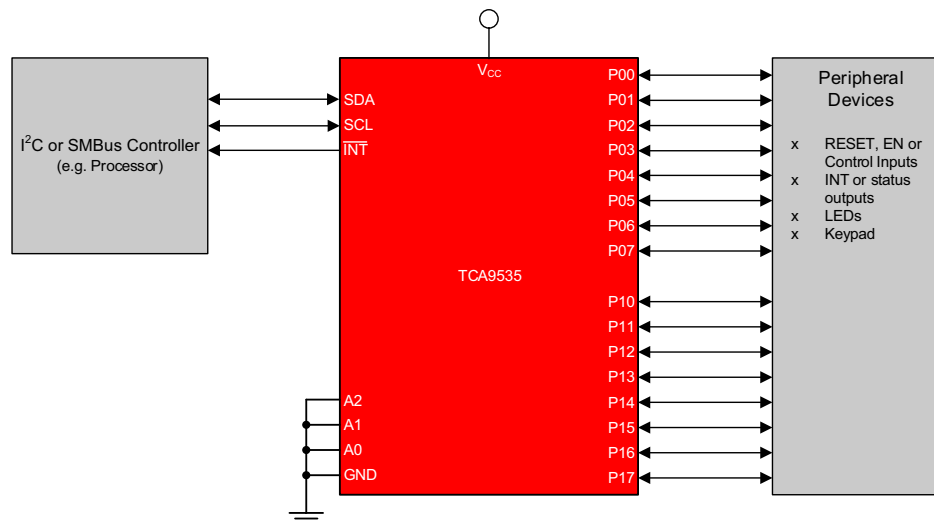 I²C or SMBus Controller
(e.g. Processor)
VCC
SDA
SCL
I̅N̅T̅
TCA9535
A2
A1
A0
GND
P00
P01
P02
P03
P04
P05
P06
P07
P10
P11
P12
P13
P14
P15
P16
P17
Peripheral
Devices
x RESET, EN or
Control Inputs
x INT or status
outputs
x LEDs
x Keypad